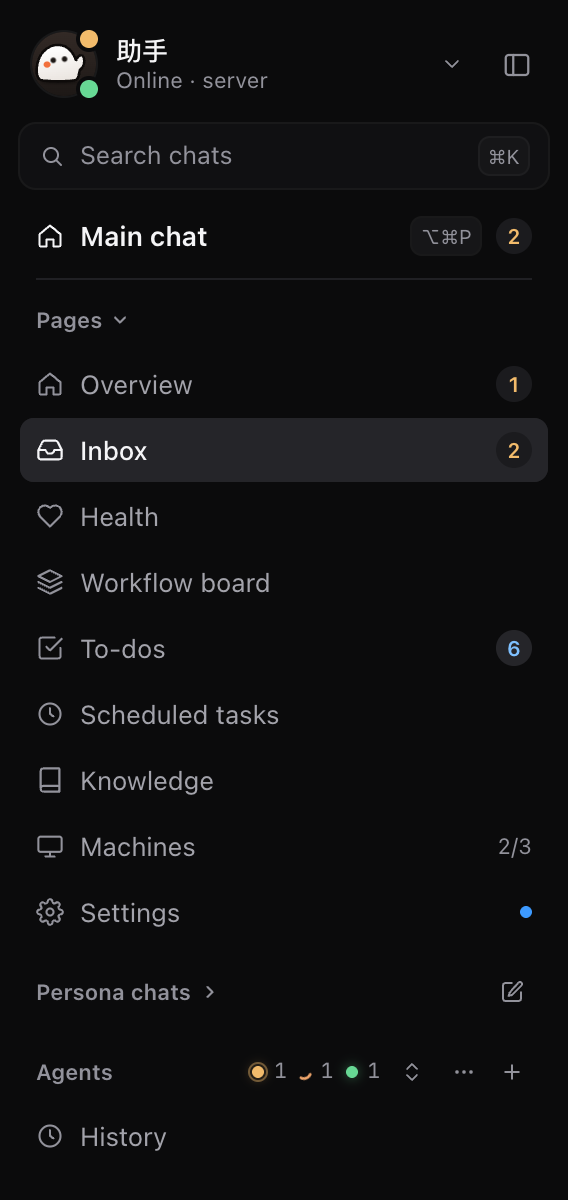 助手
Online · server
Search chats ⌘K
Main chat ⌥⌘P 2
Pages
Overview 1
Inbox 2
Health
Workflow board
To-dos 6
Scheduled tasks
Knowledge
Machines 2/3
Settings
Persona chats
Agents 1 1 1
History